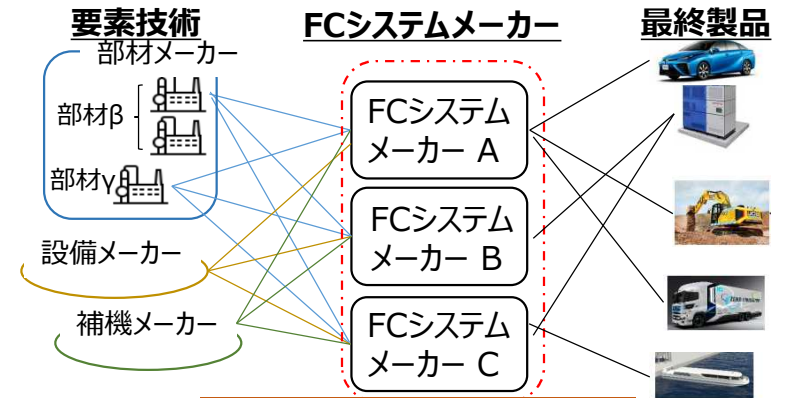 要素技術
FCシステムメーカー
最終製品
部材メーカー
部材β
部材γ
設備メーカー
補機メーカー
FCシステム
メーカー A
FCシステム
メーカー B
FCシステム
メーカー C